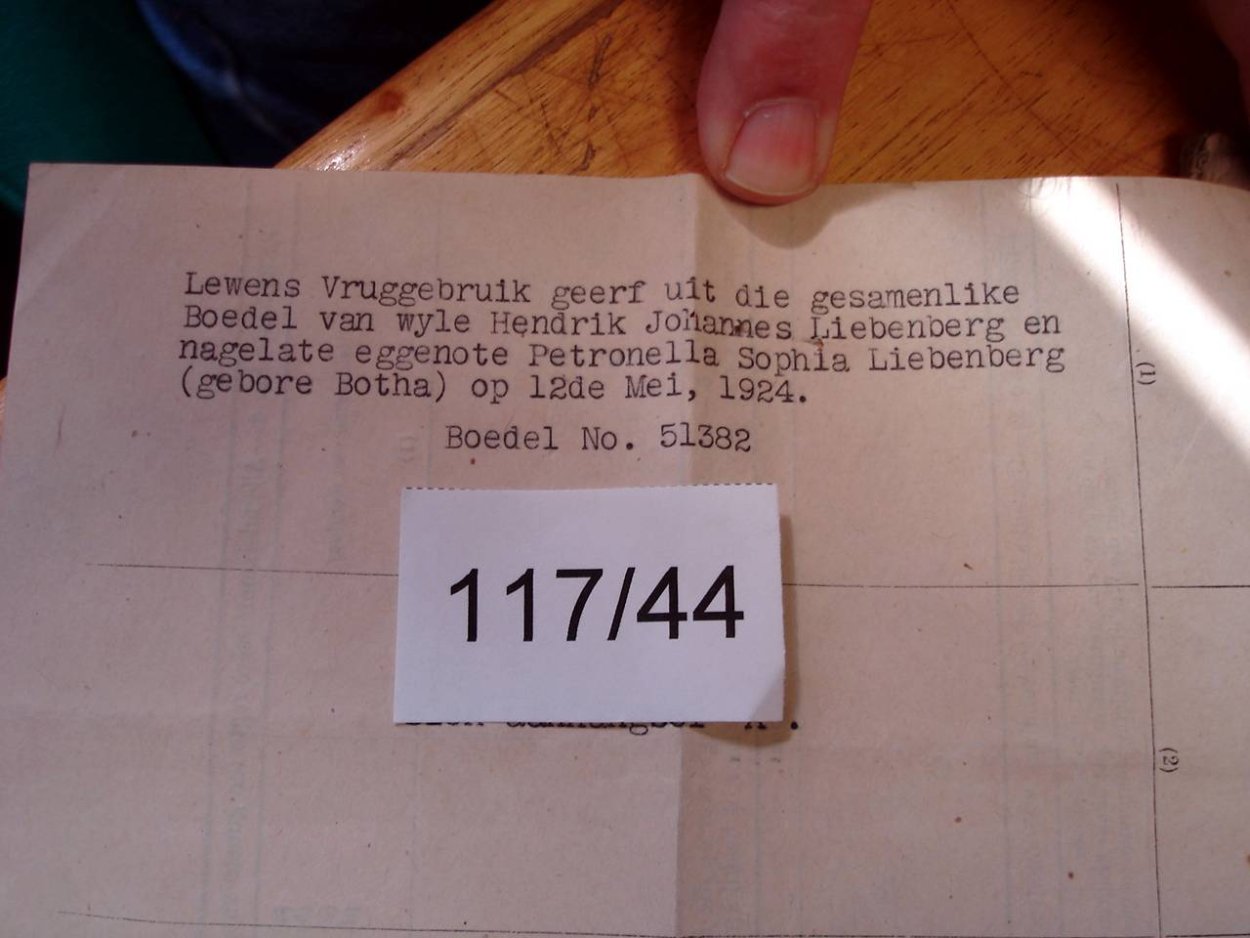 Lewens Vruggebruik geerf uit die gesamenlike
Boedel van wyle Hendrik Johannes Liebenberg en
nagelate eggenote Petronella Sophia Liebenberg
(gebore Botha) op 12de Mei, 1924.
Boedel No. 51382
(1)
117/44
(2)